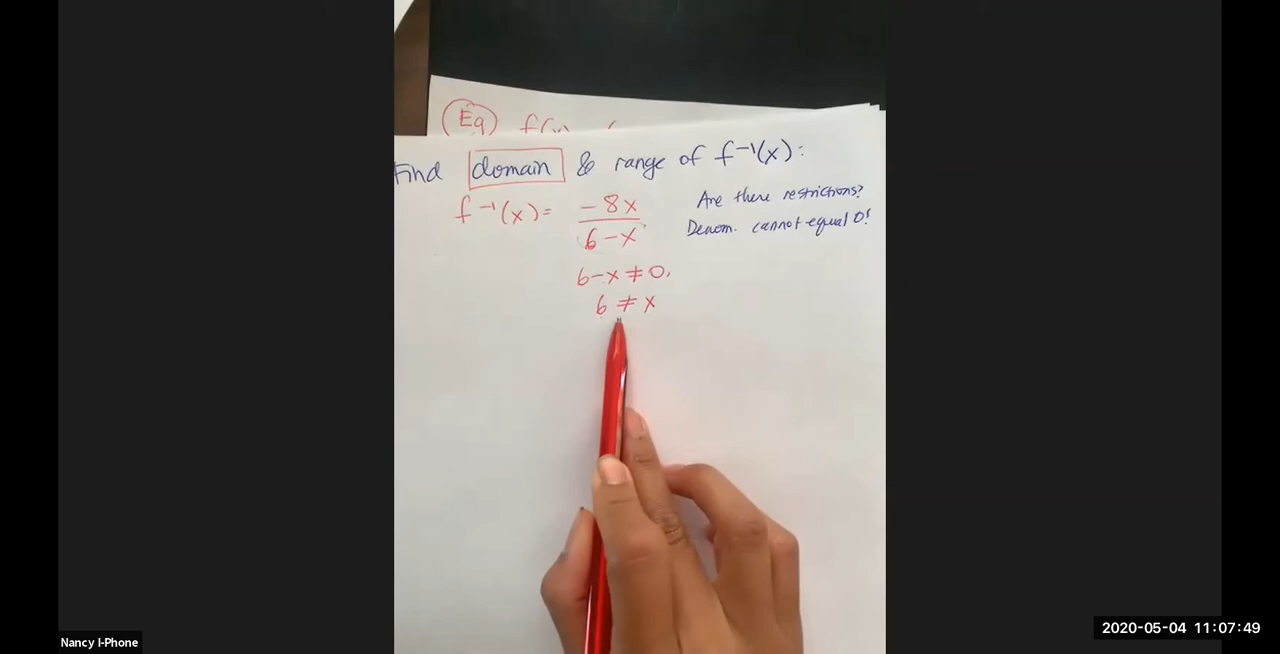 Eg f(x)
Find domain & range of f⁻¹(x):
f⁻¹(x) = -8x / 6-x
Are there restrictions?
Denom. cannot equal 0!
6-x ≠ 0,
6 ≠ x
Nancy I-Phone
2020-05-04 11:07:49